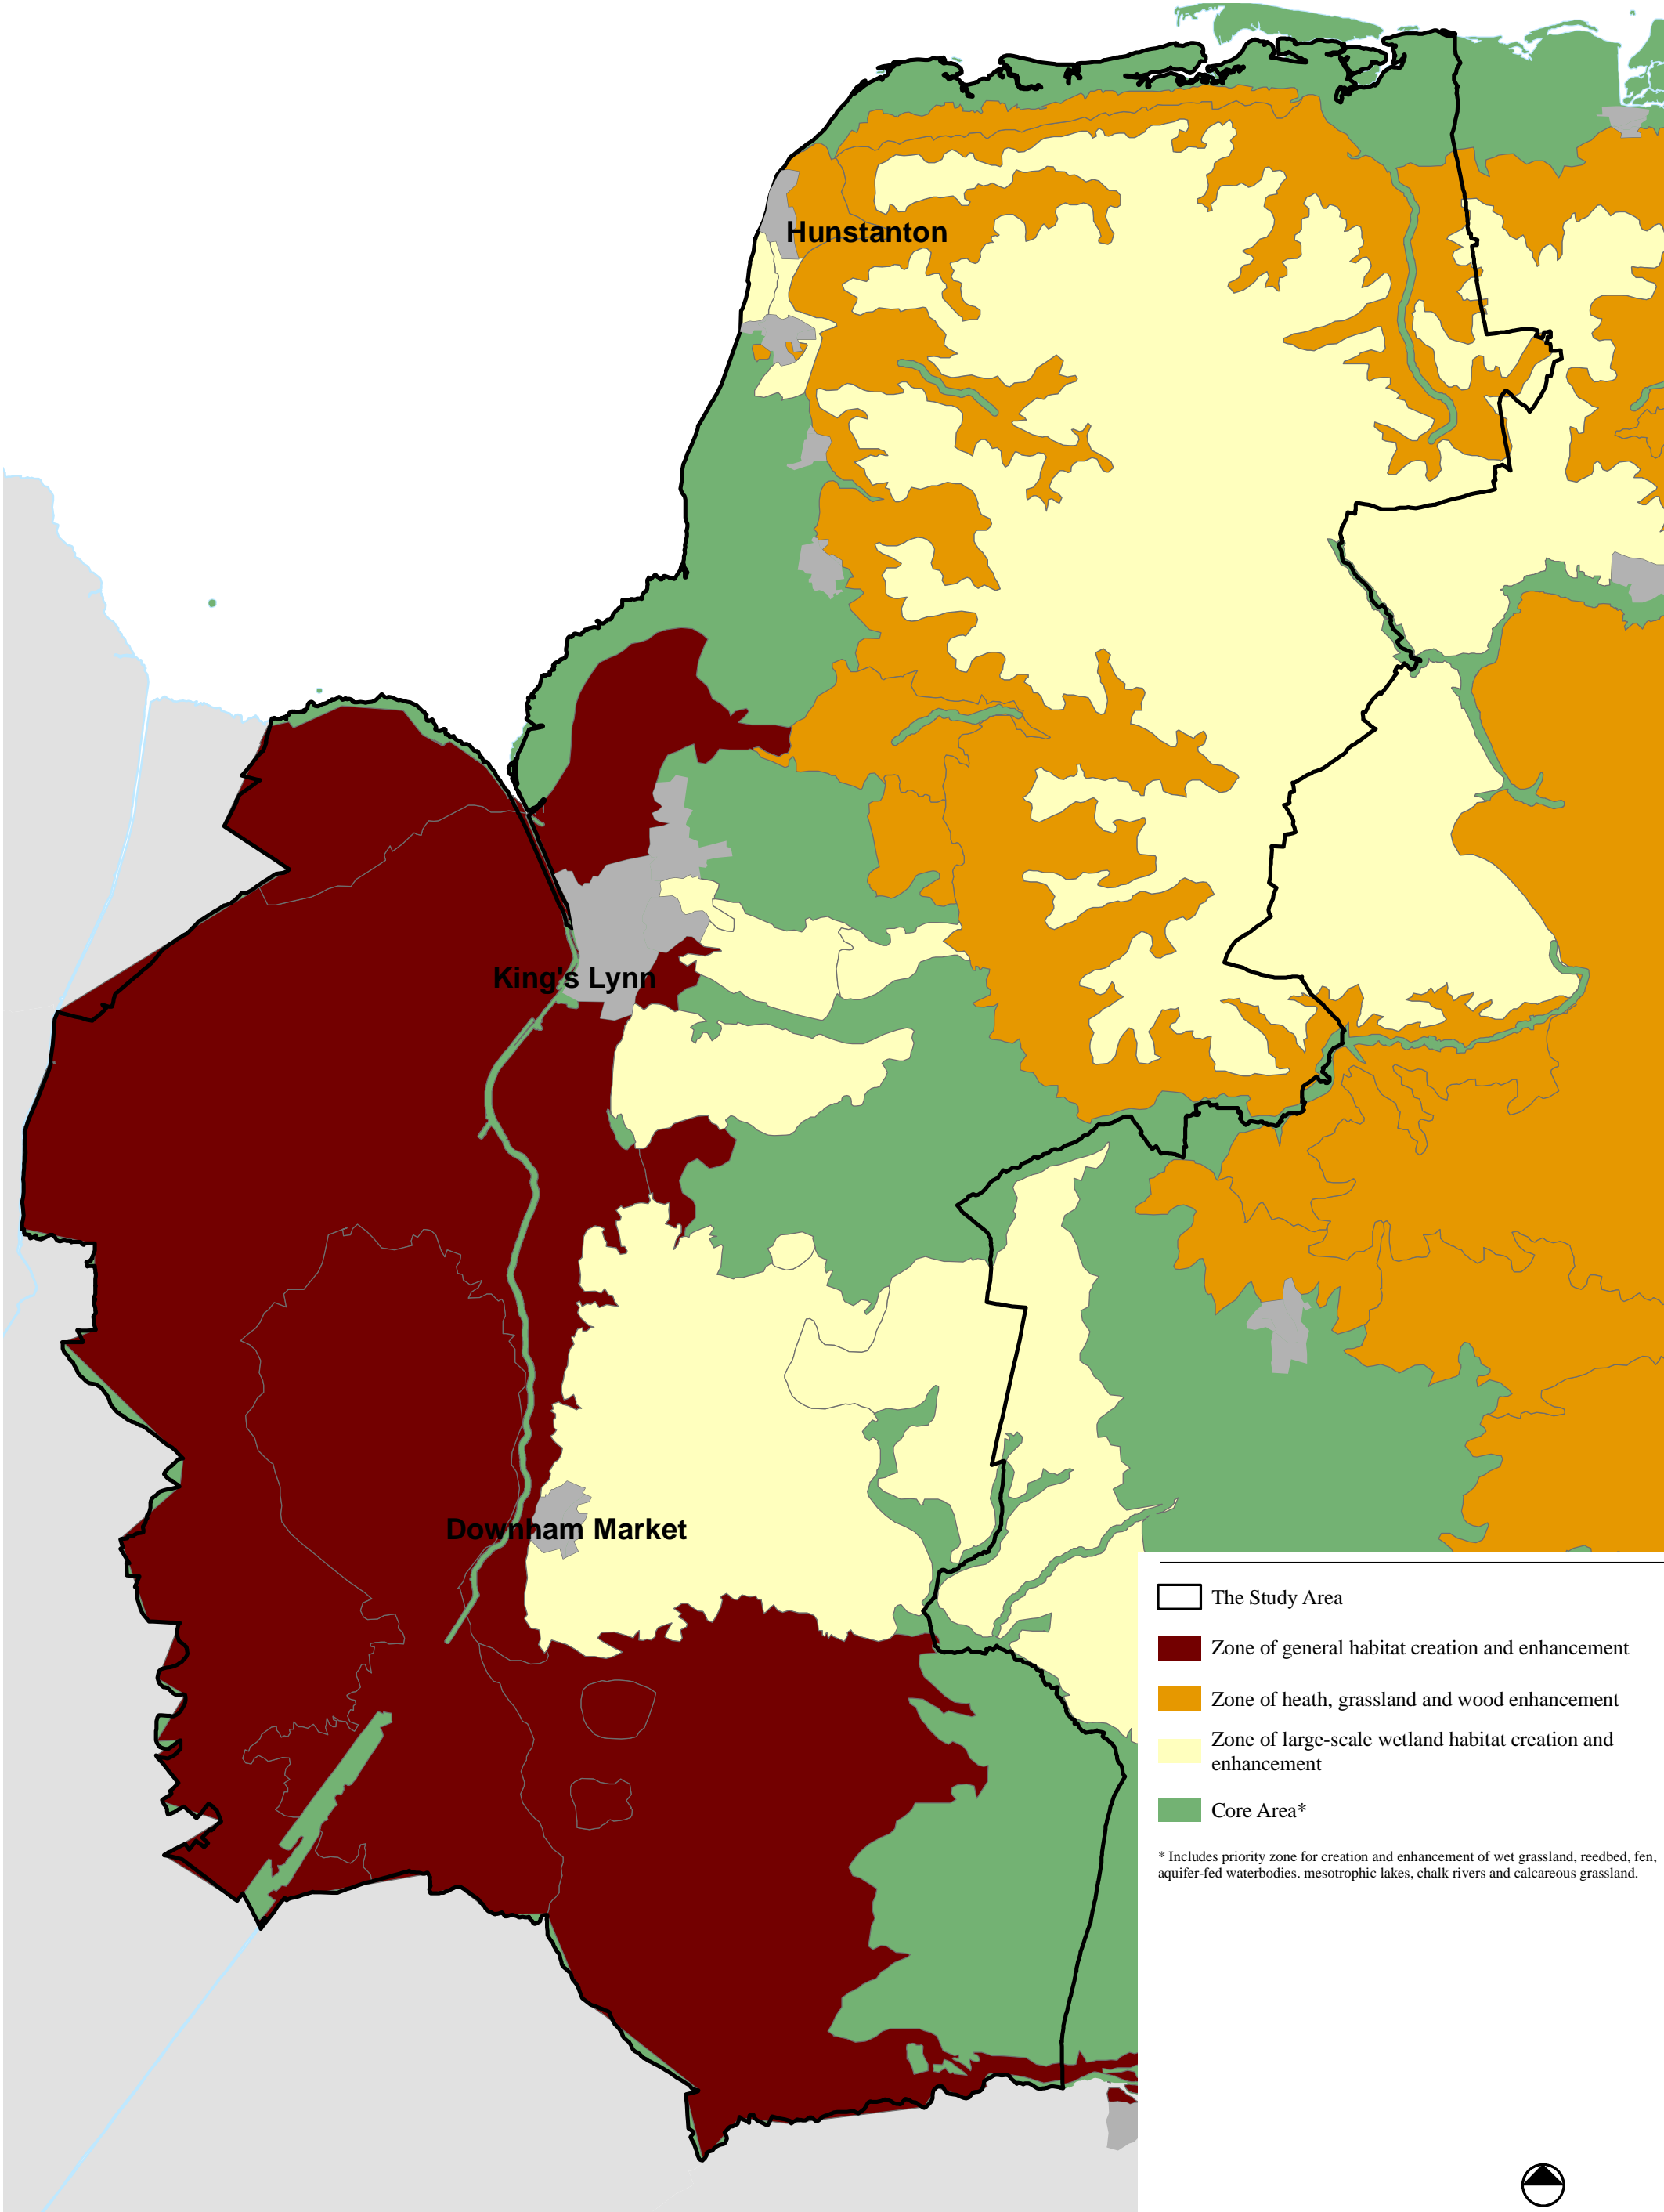 Hunstanton
King's Lynn
Downham Market
The Study Area
Zone of general habitat creation and enhancement
Zone of heath, grassland and wood enhancement
Zone of large-scale wetland habitat creation and
enhancement
Core Area*
* Includes priority zone for creation and enhancement of wet grassland, reedbed, fen,
aquifer-fed waterbodies. mesotrophic lakes, chalk rivers and calcareous grassland.